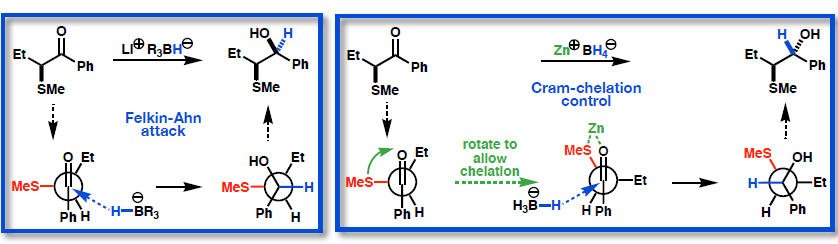 O
Et
Ph
SMe
Li⊕ R3BH⊖
HO H
Et
Ph
SMe
Felkin-Ahn
attack
O
Et
MeS
Ph H
⊖
H—BR3
HO
Et
MeS
H
Ph
H
O
Et
Ph
SMe
Zn⊕ BH4⊖
H OH
Et
Ph
SMe
Cram-chelation
control
O
Et
MeS
Ph H
rotate to
allow
chelation
Zn
MeS O
Et
H Ph
⊖
H3B—H
MeS
OH
H
Et
H
Ph